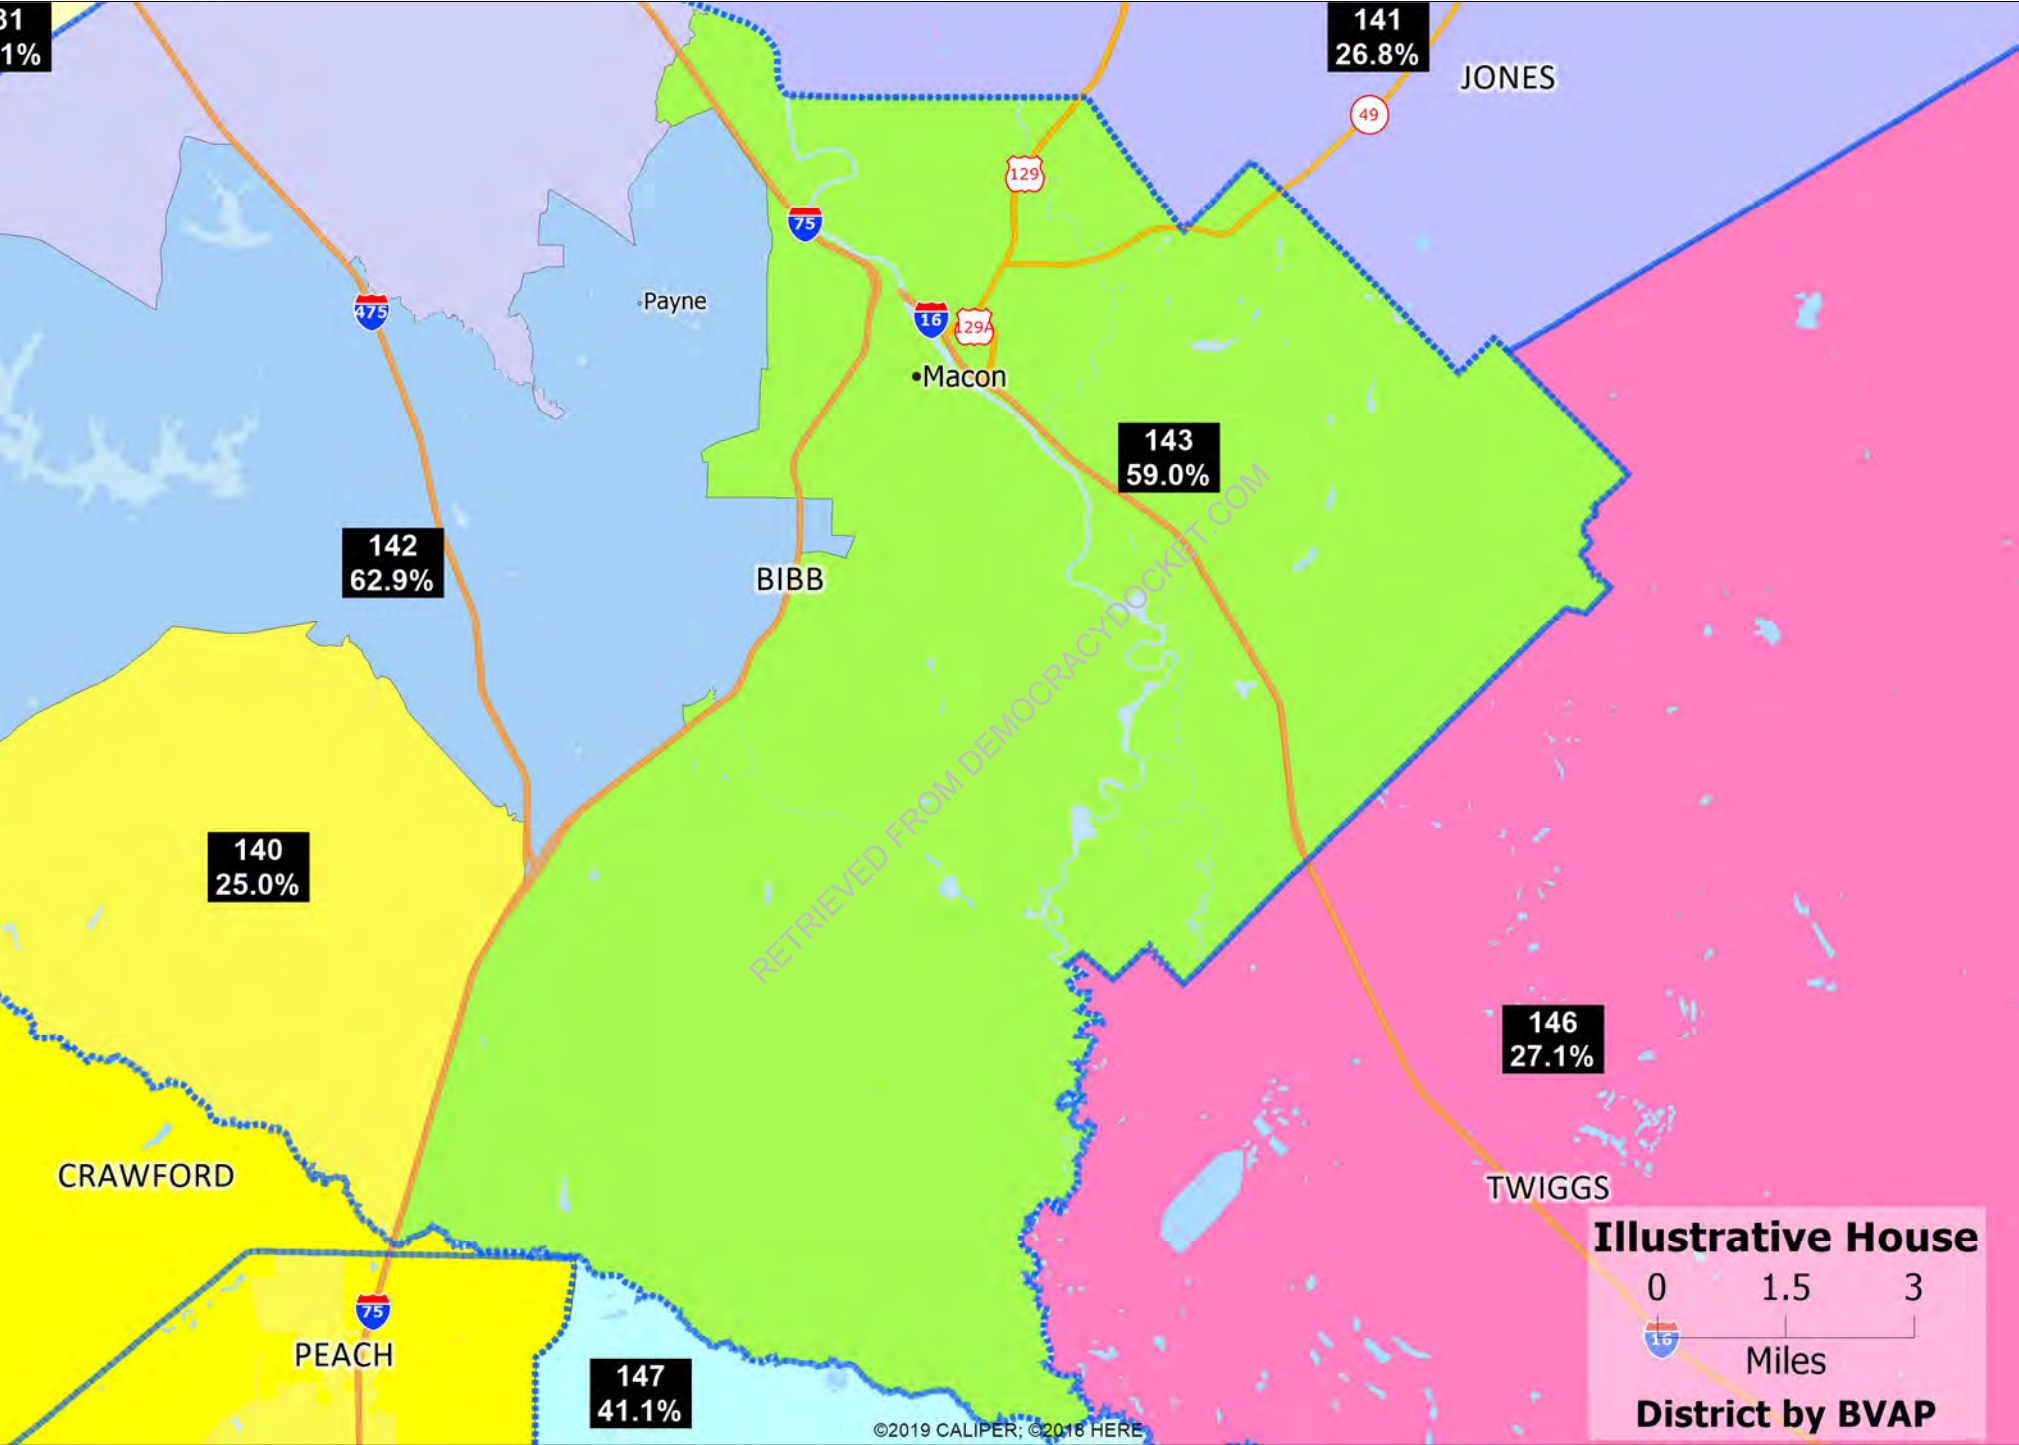 31
1%
141
26.8%
JONES
49
129
75
475
Payne
16
129A
Macon
143
59.0%
142
62.9%
BIBB
RETRIEVED FROM DEMOCRACYDOCKET.COM
140
25.0%
146
27.1%
CRAWFORD
TWIGGS
75
PEACH
147
41.1%
Illustrative House
0 1.5 3
16
Miles
District by BVAP
©2019 CALIPER; ©2018 HERE